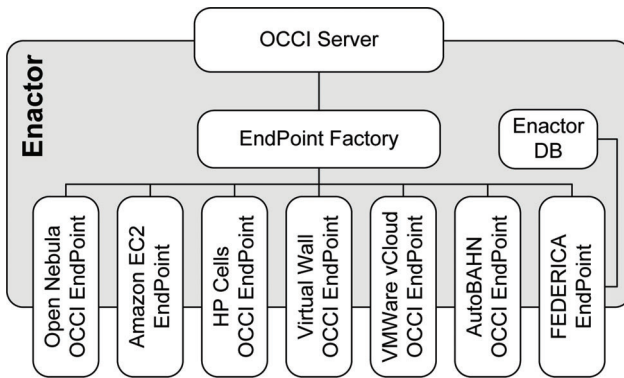 OCCI Server
Enactor
EndPoint Factory
Enactor
DB
Open Nebula
OCCI EndPoint
Amazon EC2
EndPoint
HP Cells
OCCI EndPoint
Virtual Wall
OCCI EndPoint
VMWare vCloud
OCCI EndPoint
AutoBAHN
OCCI EndPoint
FEDERICA
EndPoint